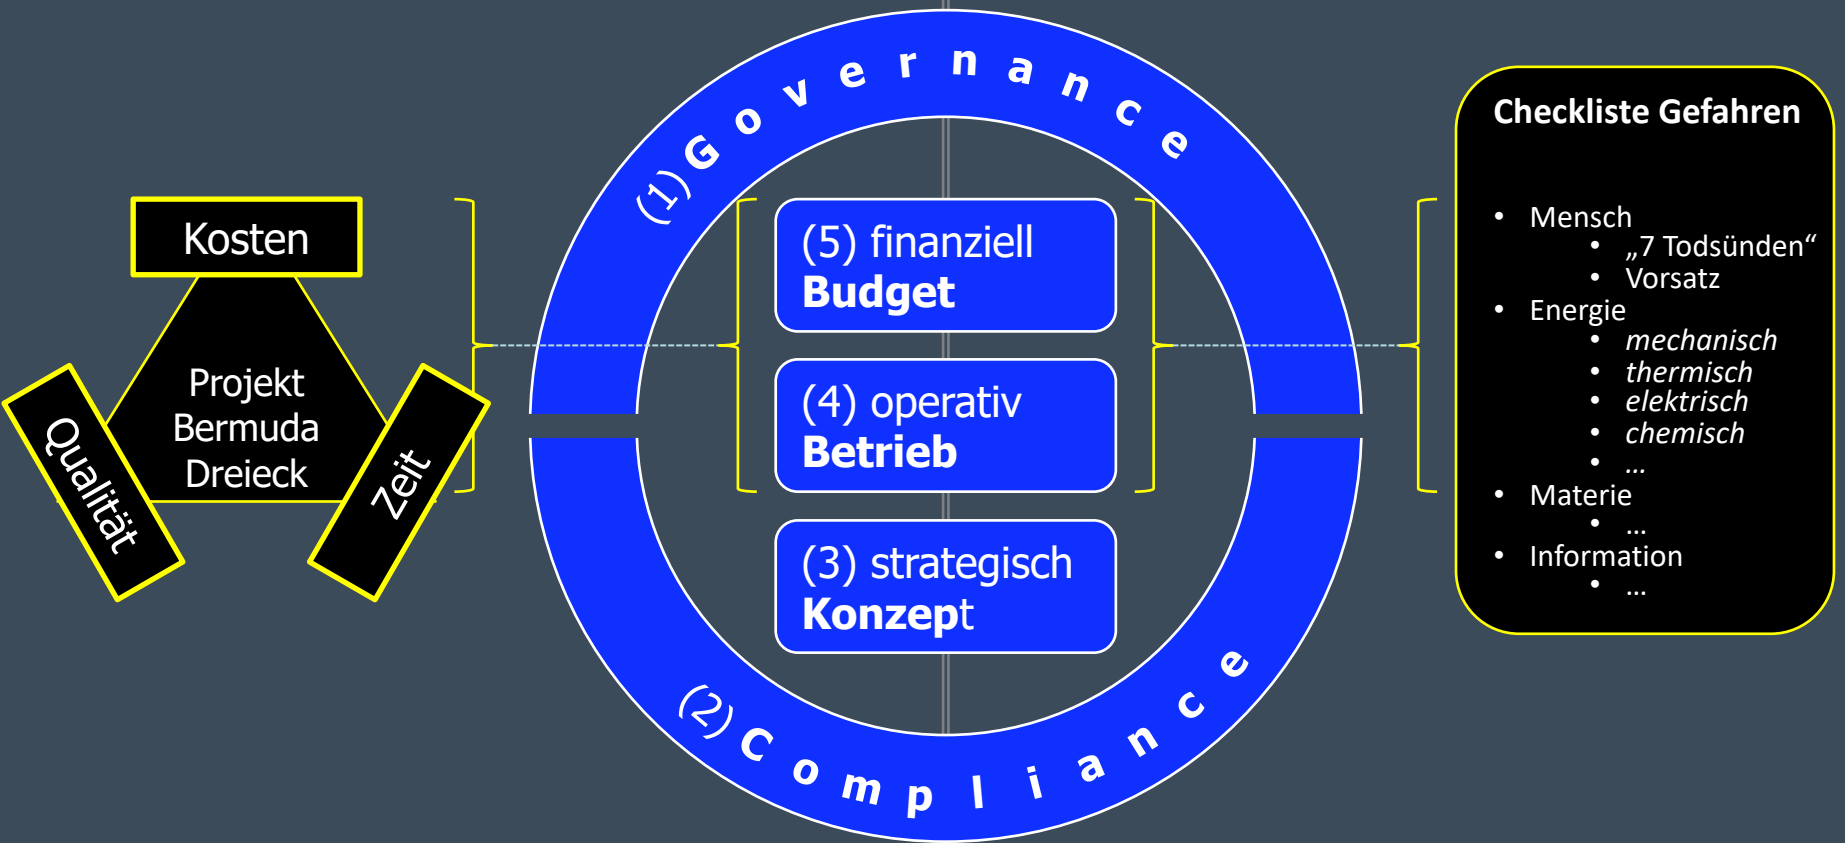 Kosten
Projekt
Bermuda
Dreieck
Qualität
Zeit
(1) Governance
(5) finanziell
Budget
(4) operativ
Betrieb
(3) strategisch
Konzept
(2) Compliance
Checkliste Gefahren
• Mensch
• „7 Todsünden“
• Vorsatz
• Energie
• mechanisch
• thermisch
• elektrisch
• chemisch
• ...
• Materie
• ...
• Information
• ...